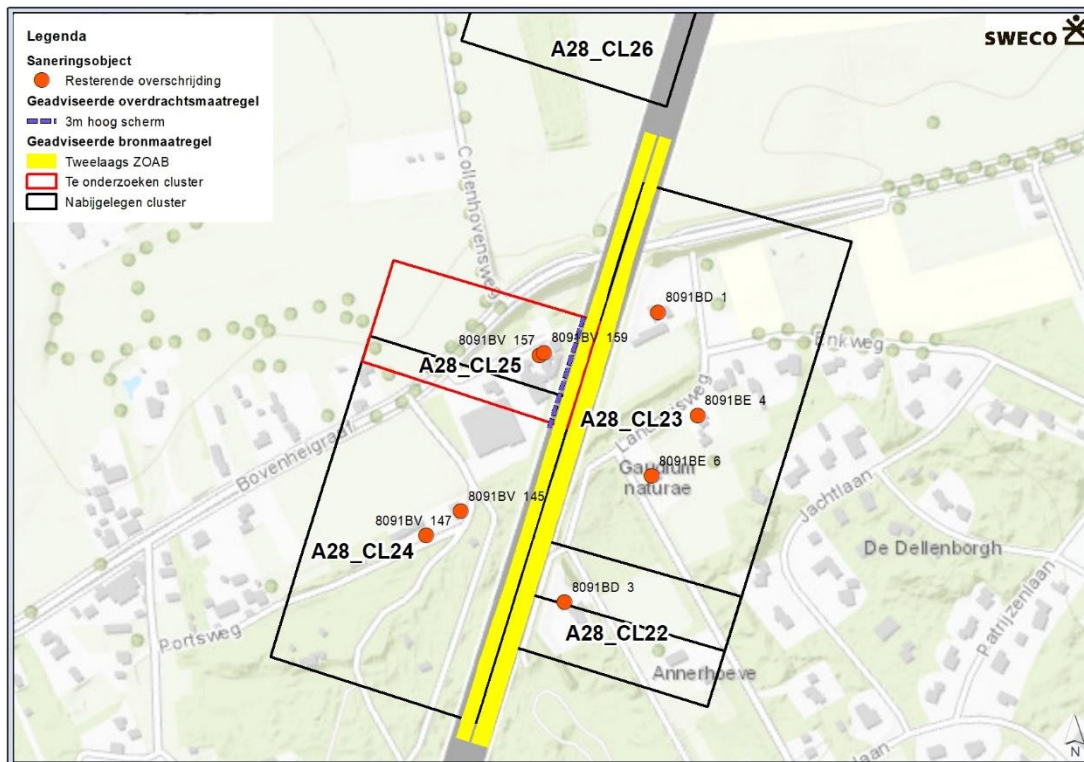 Legenda
Saneringsobject
Resterende overschrijding
Geadviseerde overdrachtsmaatregel
3m hoog scherm
Geadviseerde bronmaatregel
Tweelaags ZOAB
Te onderzoeken cluster
Nabijgelegen cluster
SWECO
A28_CL26
Collenhovensweg
8091BD 1
8091BV 157
8091BV 159
Enkweg
A28_CL25
8091BE 4
A28_CL23
Bovenheigraaf
8091BE 6
Gaudium
naturae
Jachtlaan
8091BV 145
8091BV 147
A28_CL24
De Dellenborgh
8091BD 3
Portsweg
A28_CL22
Patrijzenlaan
Annerhoeve
N